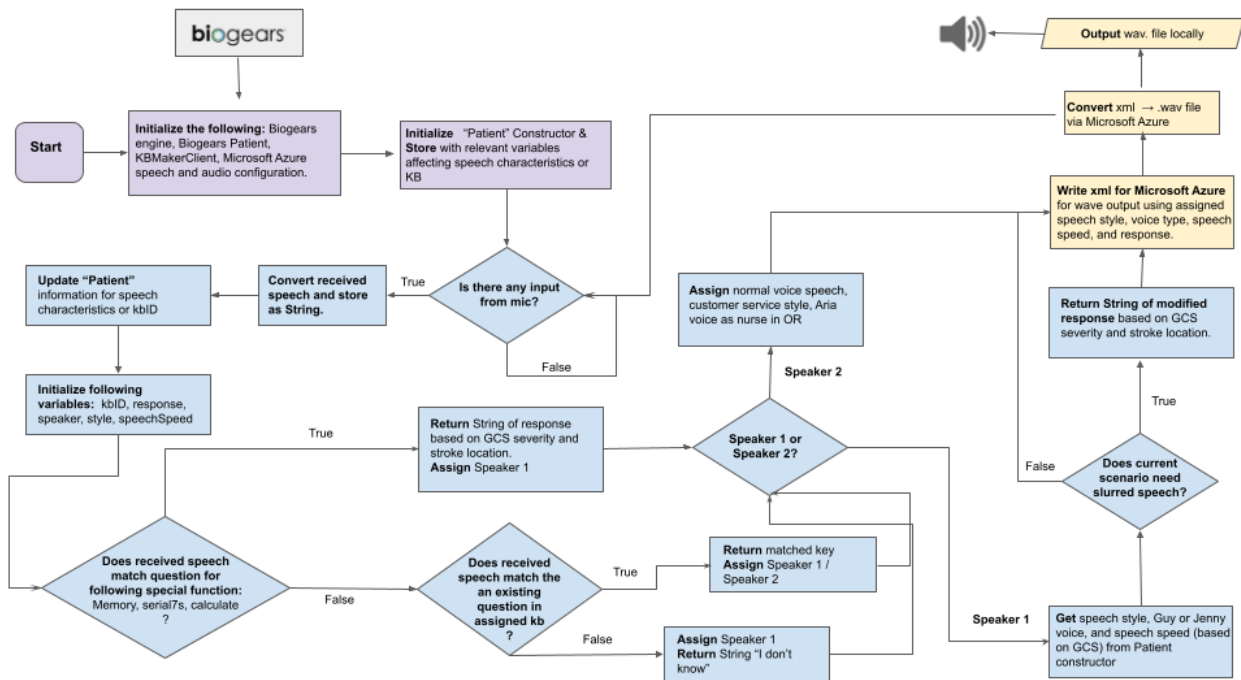 biogears
Start
Initialize the following: Biogears
engine, Biogears Patient,
KBMakerClient, Microsoft Azure
speech and audio configuration.
Initialize "Patient" Constructor &
Store with relevant variables
affecting speech characteristics or
KB
Output wav. file locally
Convert xml → .wav file
via Microsoft Azure
Write xml for Microsoft Azure
for wave output using assigned
speech style, voice type, speech
speed, and response.
Update "Patient"
information for speech
characteristics or kbID
Convert received
speech and store
as String.
True
Is there any input
from mic?
False
Assign normal voice speech,
customer service style, Aria
voice as nurse in OR
Return String of modified
response based on GCS
severity and stroke location.
Speaker 2
True
Initialize following
variables: kbID, response,
speaker, style, speechSpeed
True
Return String of response
based on GCS severity and
stroke location.
Assign Speaker 1
Speaker 1 or
Speaker 2?
False
Does current
scenario need
slurred speech?
Does received speech
match question for
following special function:
Memory, serial7s, calculate
?
False
Does received
speech match the
an existing
question in
assigned kb
?
True
Return matched key
Assign Speaker 1 /
Speaker 2
False
Assign Speaker 1
Return String "I don't
know"
Speaker 1
Get speech style, Guy or Jenny
voice, and speech speed (based
on GCS) from Patient
constructor